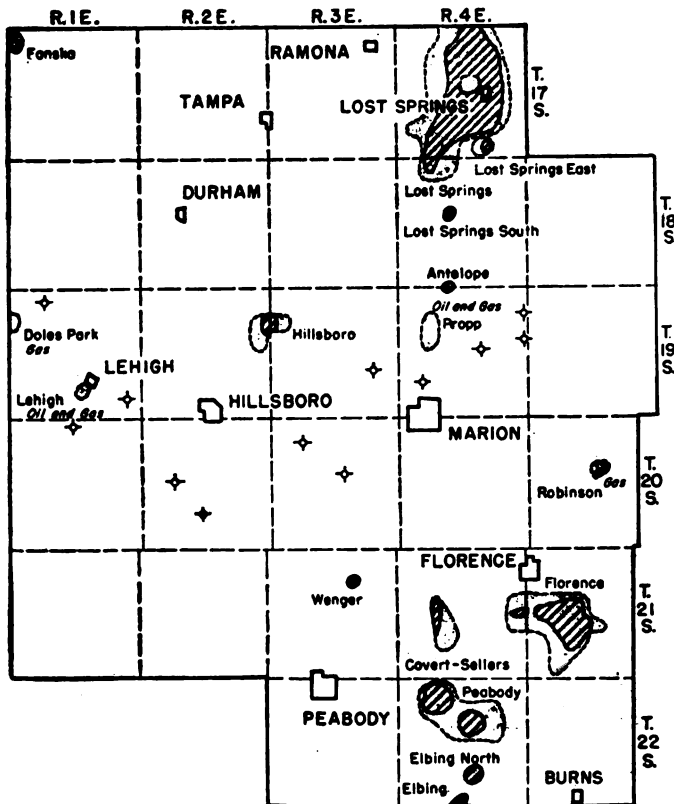 R.1E. R.2E. R.3E. R.4E.
Fanska
RAMONA
T.
17
S.
TAMPA
LOST SPRINGS
Lost Springs East
DURHAM
Lost Springs
T.
18
S.
Lost Springs South
Antelope
Oil and Gas
Propp
Doles Park
Gas
Hillsboro
T.
19
S.
LEHIGH
Lehigh
Oil and Gas
HILLSBORO
MARION
Robinson
Gas
T.
20
S.
FLORENCE
Florence
Wenger
T.
21
S.
Covert-Sellers
Peabody
PEABODY
T.
22
S.
Elbing North
Elbing
BURNS